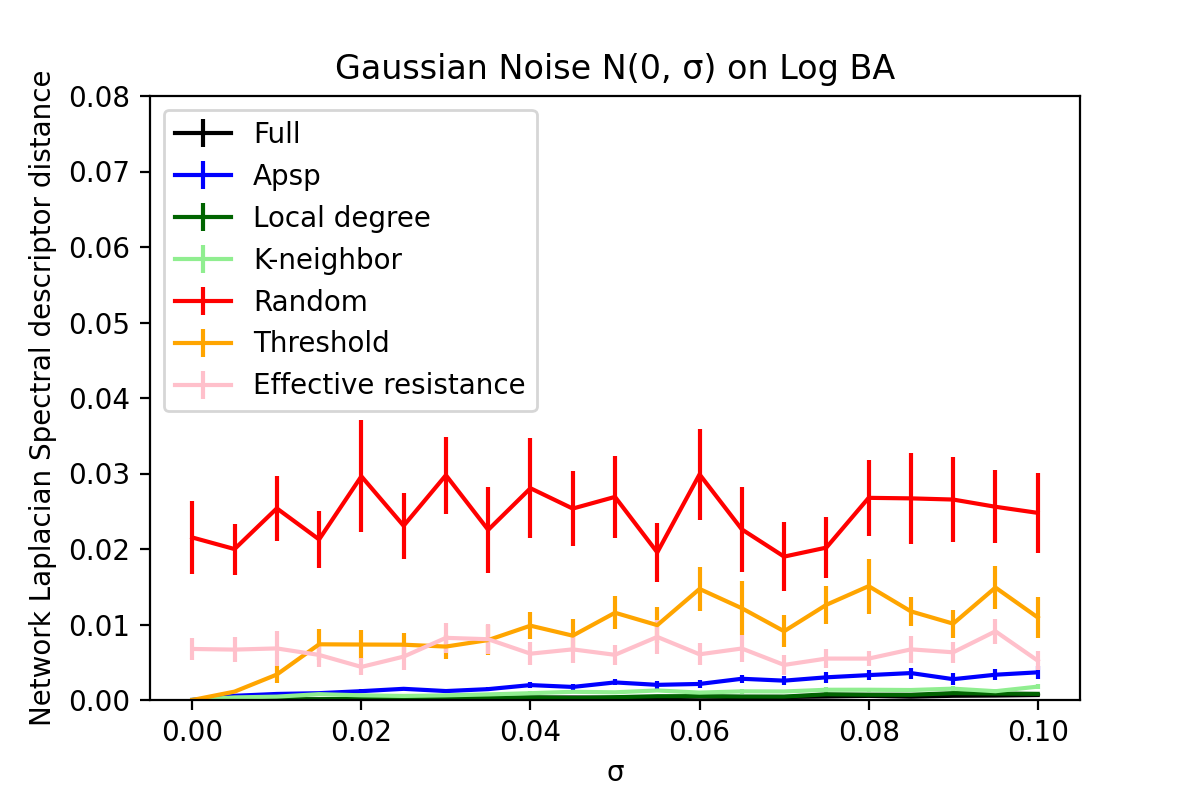 Gaussian Noise N(0, σ) on Log BA
Network Laplacian Spectral descriptor distance
0.08
0.07
0.06
0.05
0.04
0.03
0.02
0.01
0.00
Full
Apsp
Local degree
K-neighbor
Random
Threshold
Effective resistance
0.00 0.02 0.04 0.06 0.08 0.10
σ